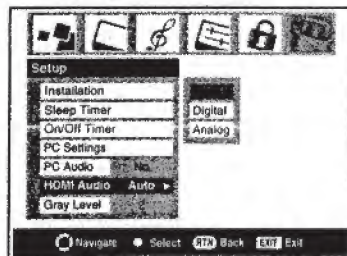 Setup
Installation
Sleep Timer
On/Off Timer
PC Settings
PC Audio No
HDMI Audio Auto
Gray Level
Digital
Analog
Navigate Select RTN Back EXIT Exit